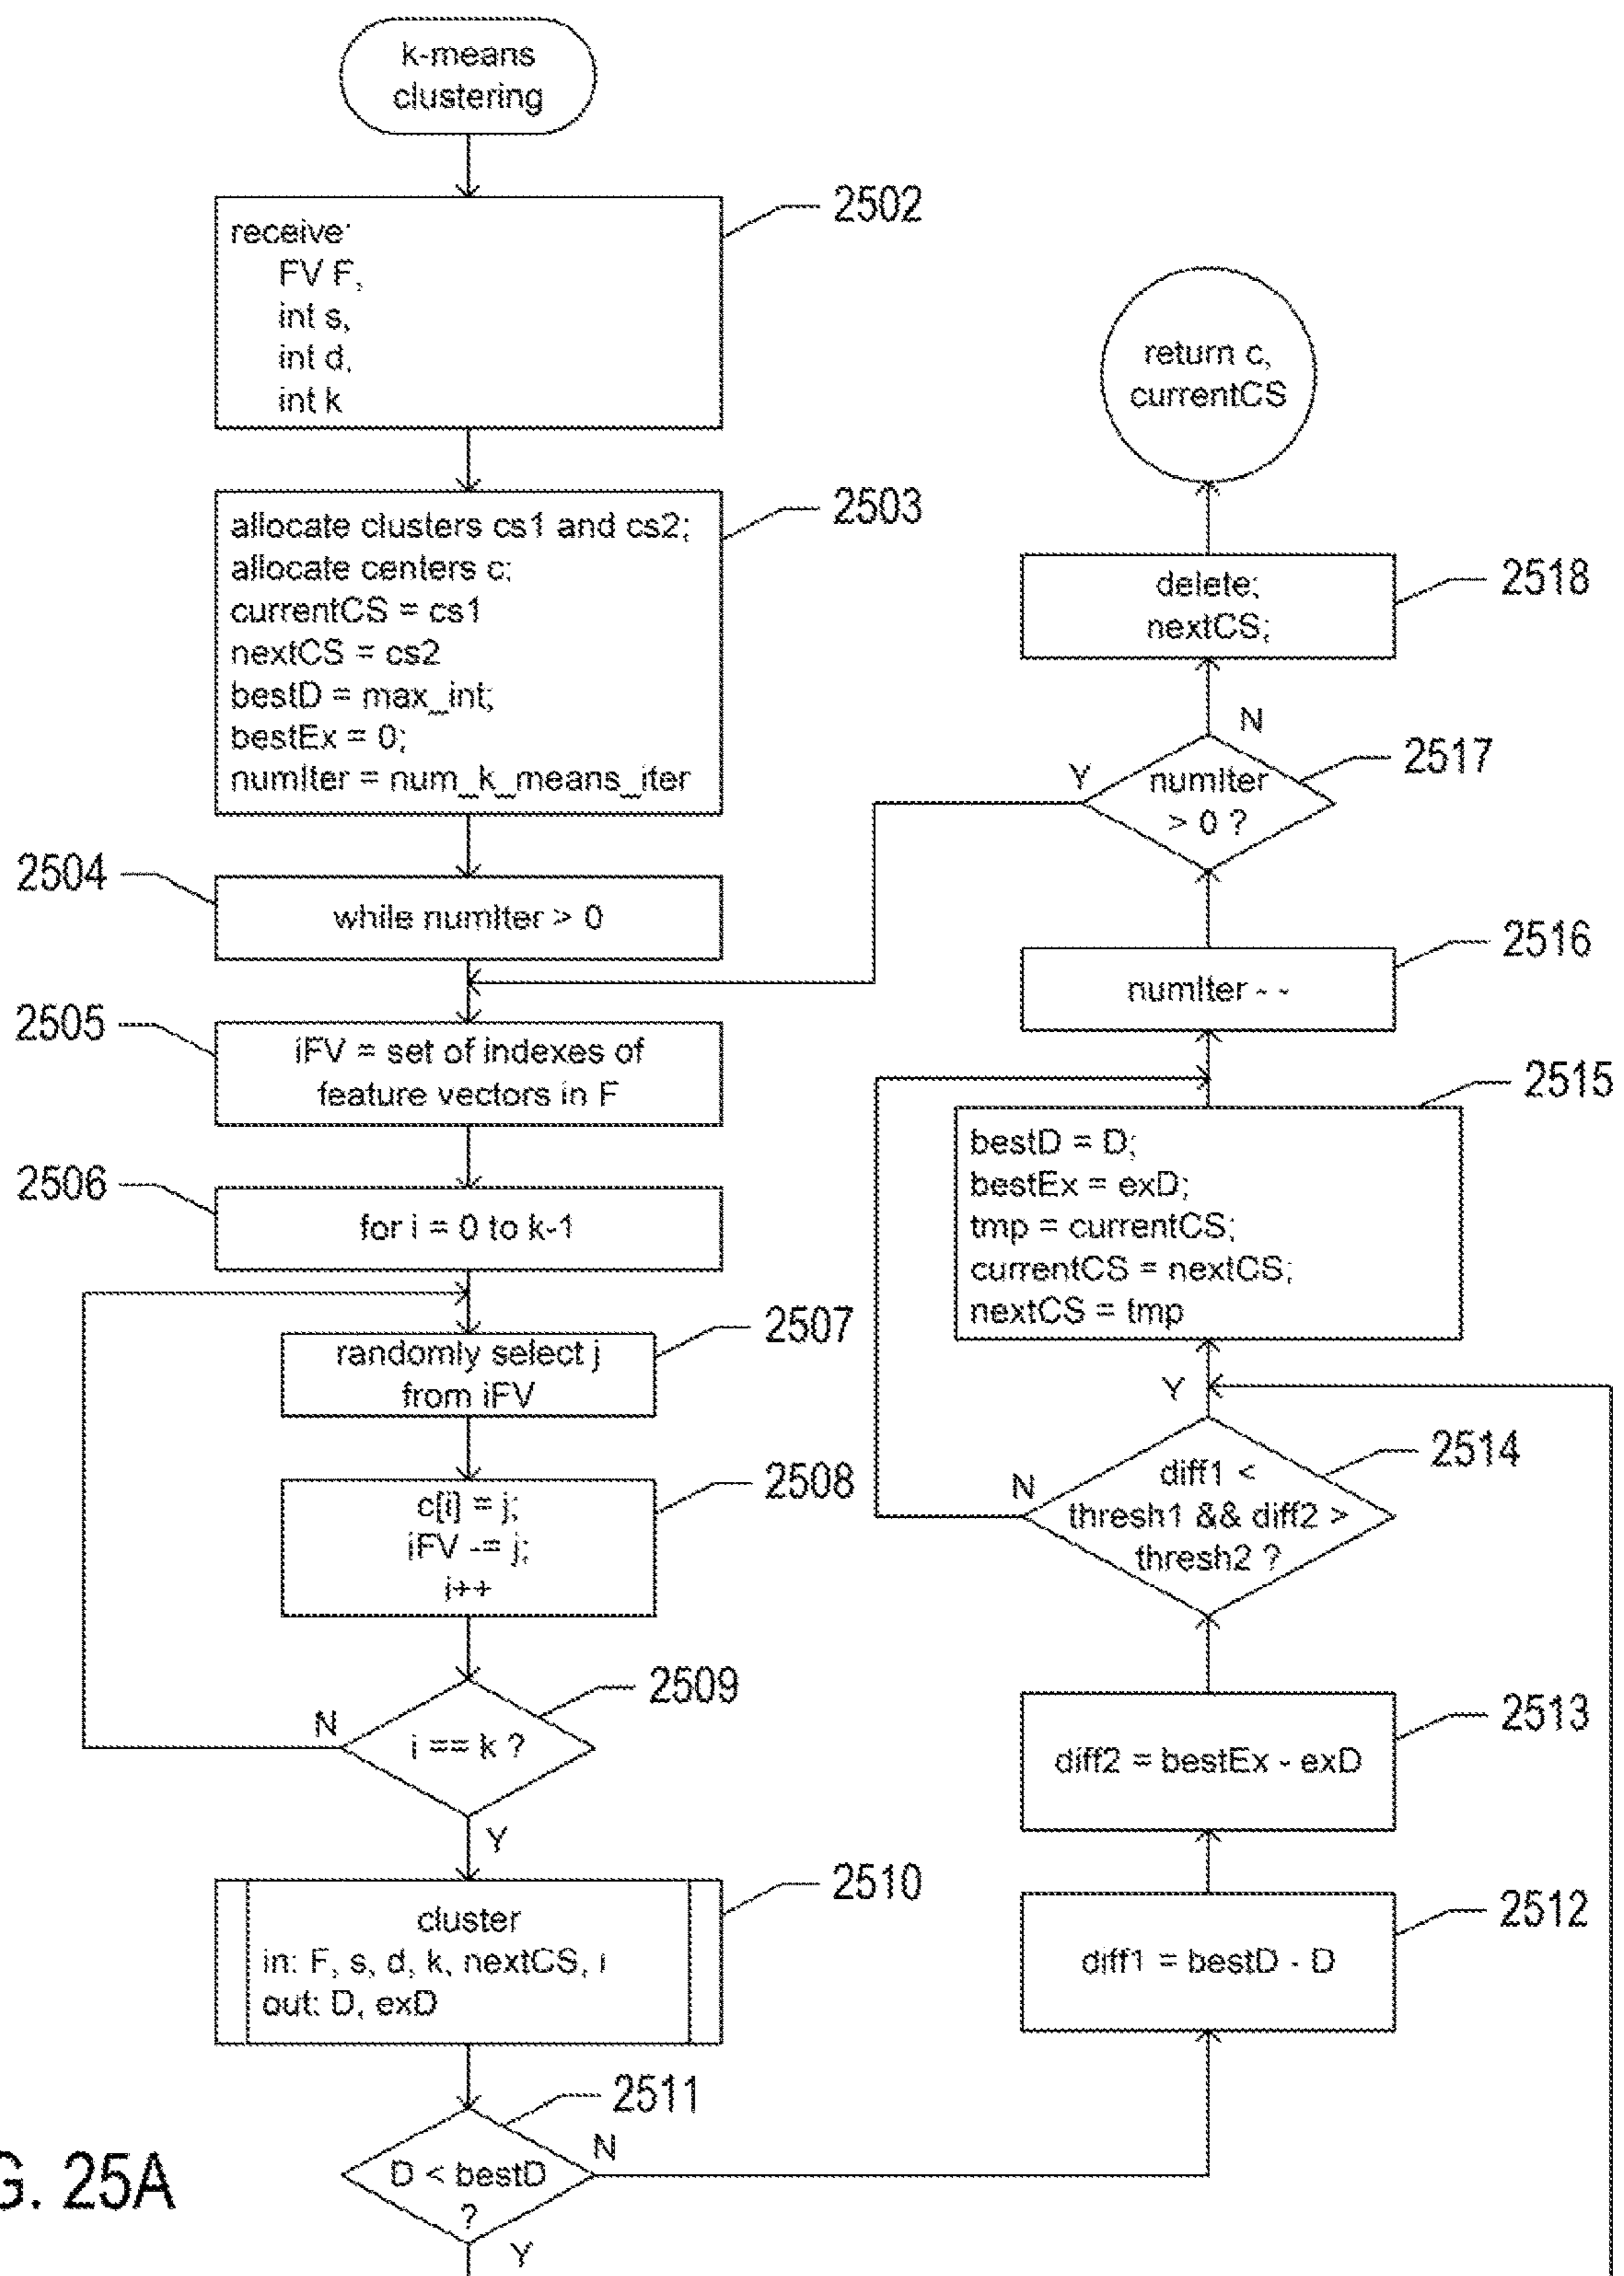 k-means
clustering
2502
receive:
FV F,
int s,
int d,
int k
2503
allocate clusters cs1 and cs2;
allocate centers c;
currentCS = cs1
nextCS = cs2
bestD = max_int;
bestEx = 0;
numIter = num_k_means_iter
2504
while numIter > 0
2505
iFV = set of indexes of
feature vectors in F
2506
for i = 0 to k-1
2507
randomly select j
from iFV
2508
c[i] = j;
iFV -= j;
i++
2509
i == k ?
N
Y
2510
cluster
in: F, s, d, k, nextCS, i
out: D, exD
2511
D < bestD
?
N
Y
2512
diff1 = bestD - D
2513
diff2 = bestEx - exD
2514
diff1 <
thresh1 && diff2 >
thresh2 ?
N
Y
2515
bestD = D;
bestEx = exD;
tmp = currentCS;
currentCS = nextCS;
nextCS = tmp
2516
numIter - -
2517
numIter
> 0 ?
Y
N
2518
delete;
nextCS;
return c,
currentCS
G. 25A